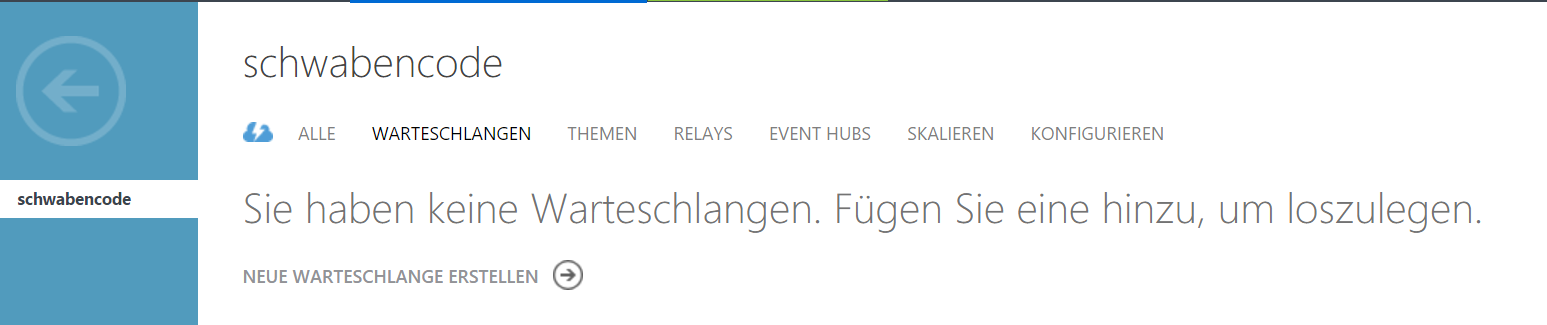 schwabencode
ALLE WARTESCHLANGEN THEMEN RELAYS EVENT HUBS SKALIEREN KONFIGURIEREN
schwabencode
Sie haben keine Warteschlangen. Fügen Sie eine hinzu, um loszulegen.
NEUE WARTESCHLANGE ERSTELLEN